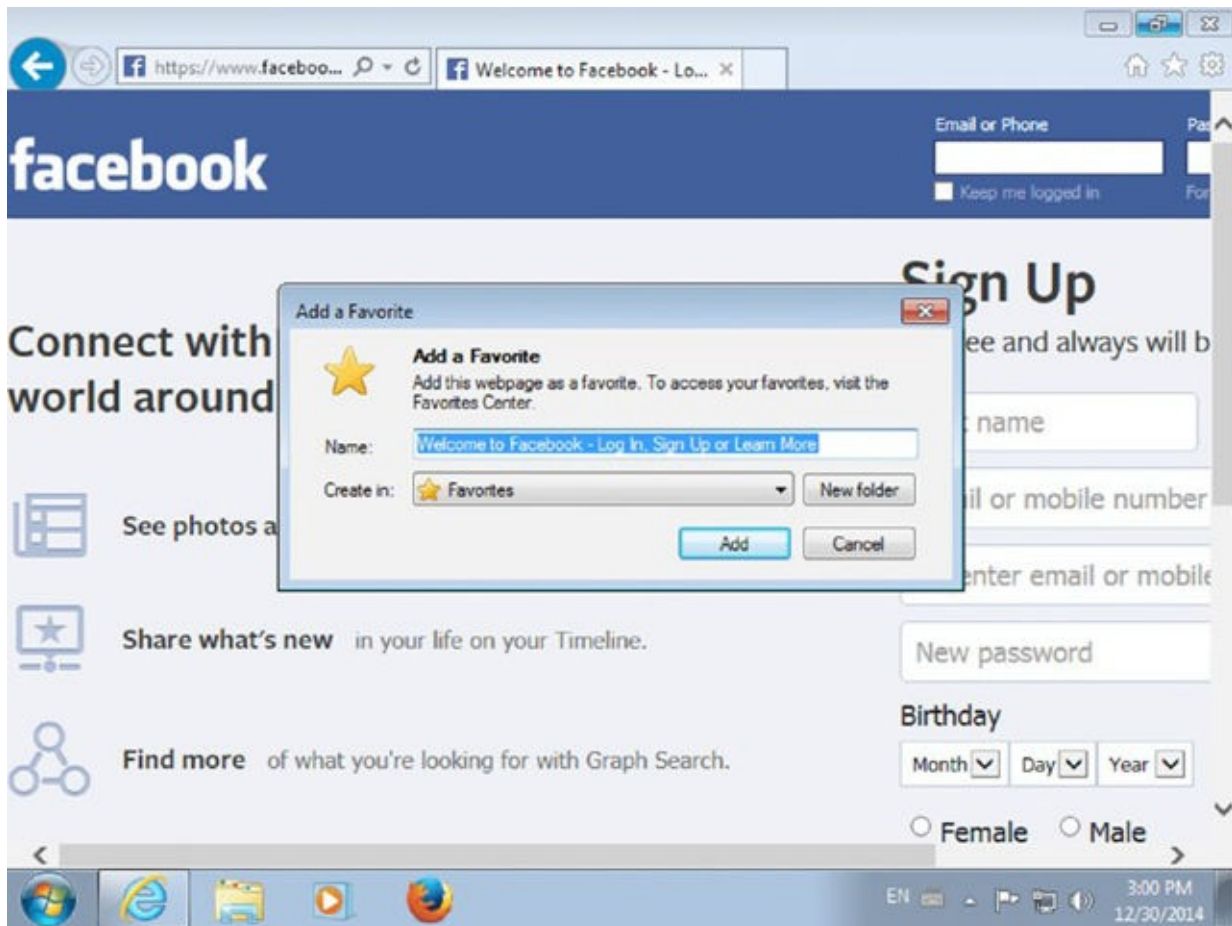 https://www.faceboo...
Welcome to Facebook - Lo...
facebook
Email or Phone
Keep me logged in
Sign Up
Connect with
world around
ee and always will b
Add a Favorite
Add a Favorite
Add this webpage as a favorite. To access your favorites, visit the
Favorites Center.
Name:
Welcome to Facebook - Log In, Sign Up or Learn More
Create in:
Favorites
New folder
Add
Cancel
name
il or mobile number
enter email or mobile
New password
See photos a
Share what's new in your life on your Timeline.
Find more of what you're looking for with Graph Search.
Birthday
Month
Day
Year
Female
Male
EN
3:00 PM
12/30/2014